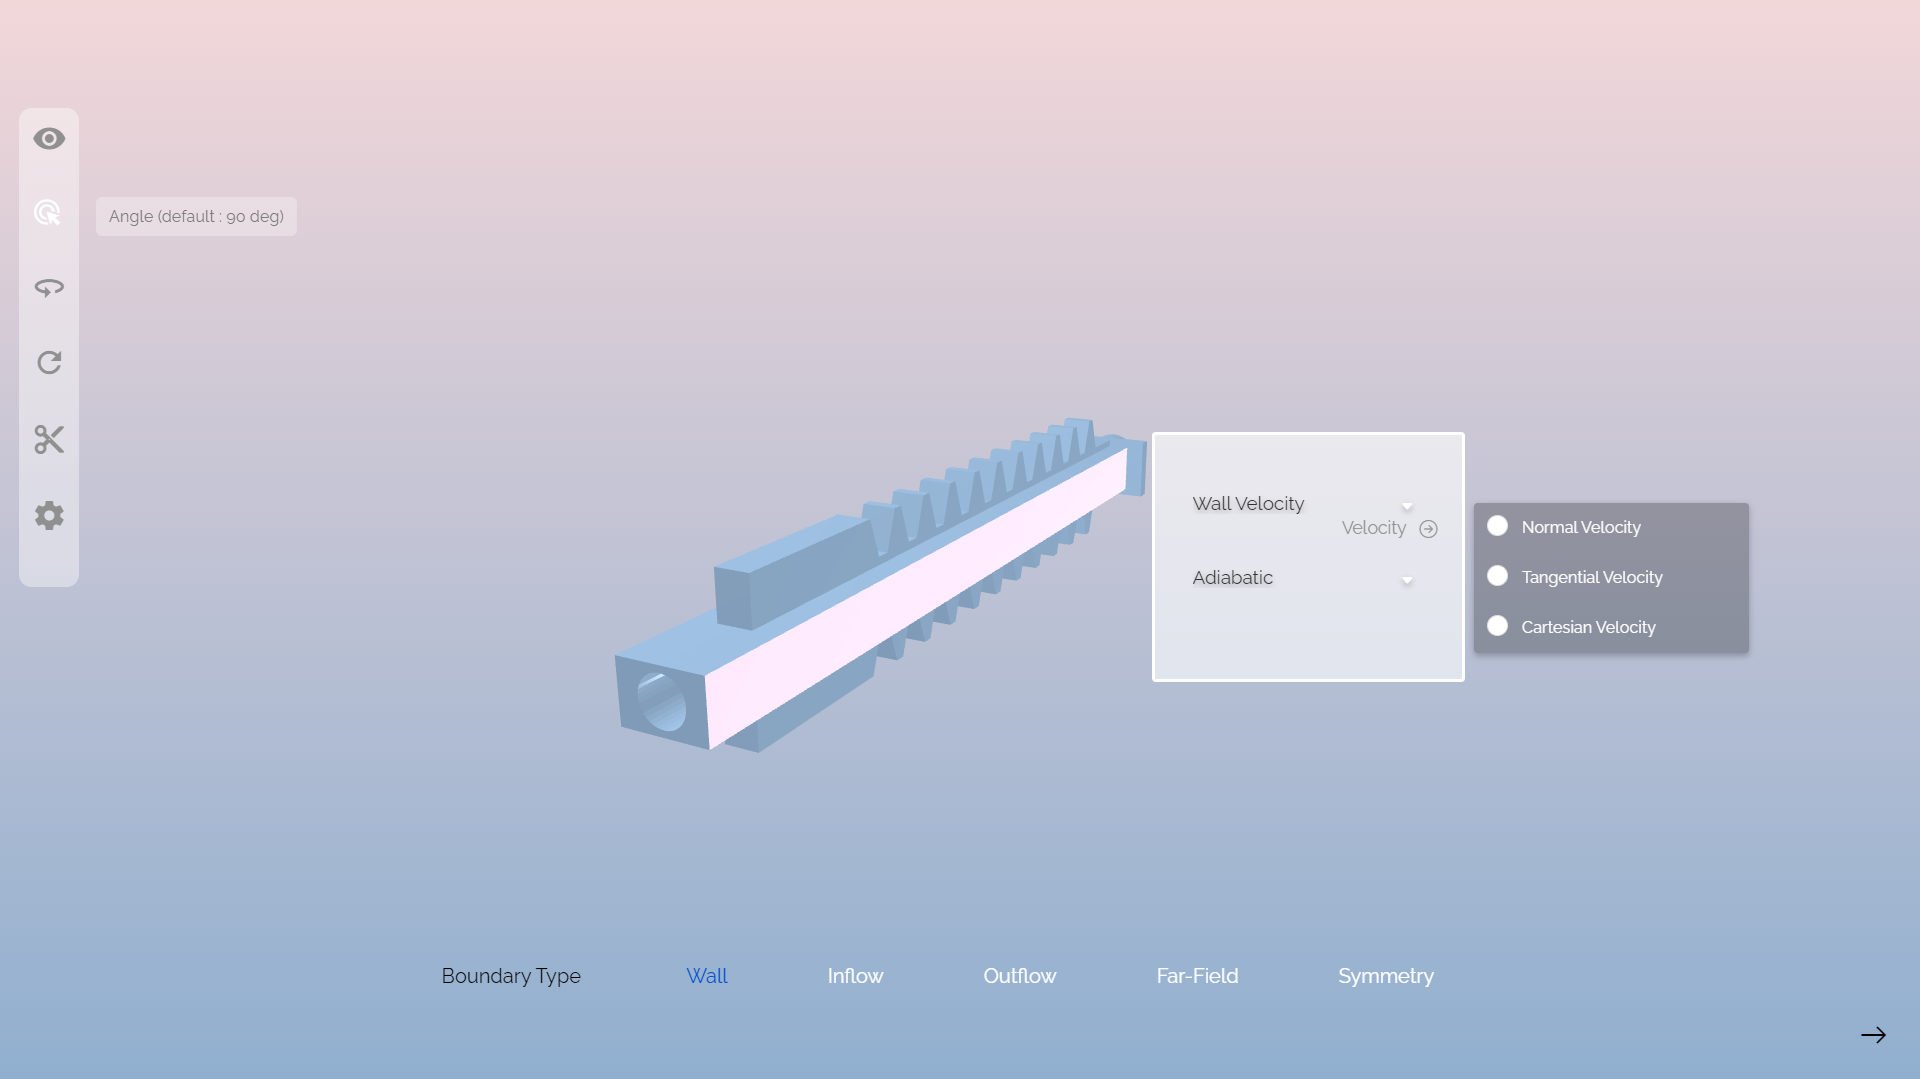 Angle (default : 90 deg)
Wall Velocity
Velocity
Adiabatic
Normal Velocity
Tangential Velocity
Cartesian Velocity
Boundary Type Wall Inflow Outflow Far-Field Symmetry